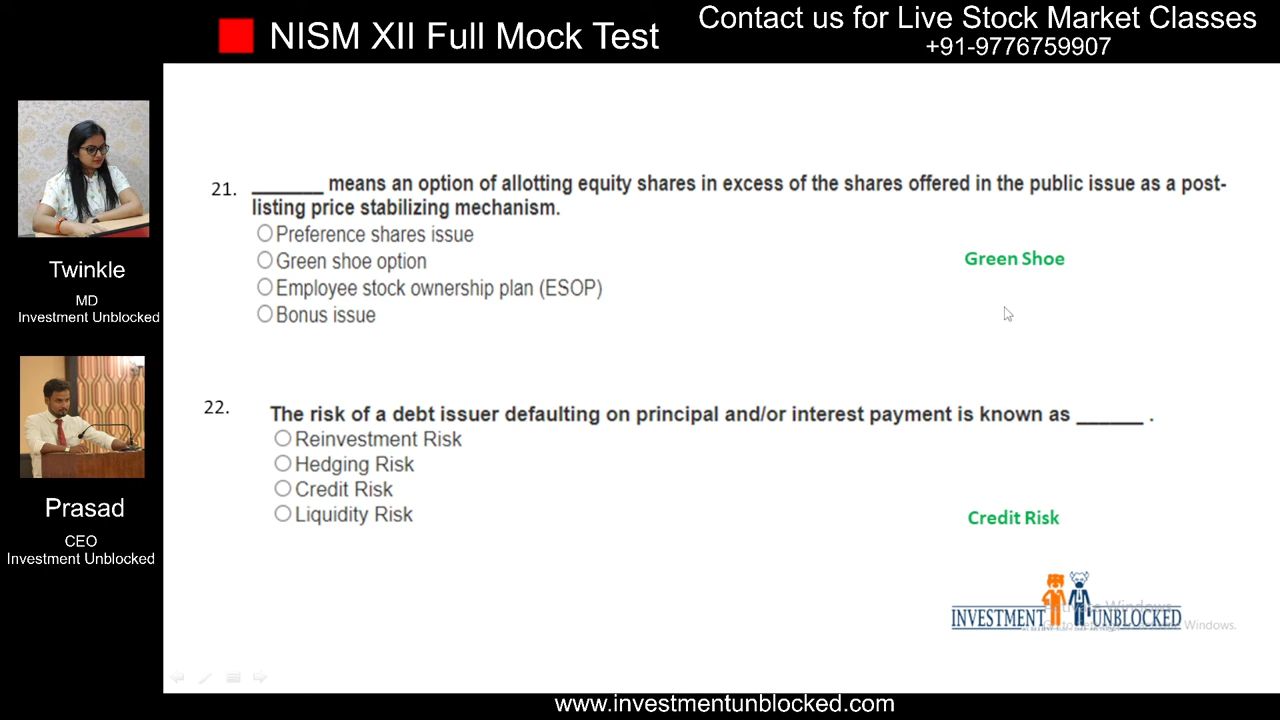 NISM XII Full Mock Test
Contact us for Live Stock Market Classes
+91-9776759907
Twinkle
MD
Investment Unblocked
Prasad
CEO
Investment Unblocked
21. _______ means an option of allotting equity shares in excess of the shares offered in the public issue as a post-
listing price stabilizing mechanism.
Preference shares issue
Green shoe option
Employee stock ownership plan (ESOP)
Bonus issue
Green Shoe
22. The risk of a debt issuer defaulting on principal and/or interest payment is known as ______ .
Reinvestment Risk
Hedging Risk
Credit Risk
Liquidity Risk
Credit Risk
INVESTMENT UNBLOCKED
Windows.
www.investmentunblocked.com